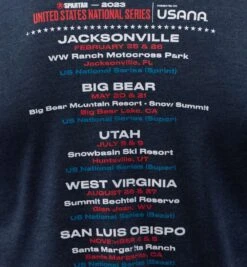 SPARTAN 2023
UNITED STATES NATIONAL SERIES USANA
JACKSONVILLE
FEBRUARY 25 & 26
WW Ranch Motocross Park
Jacksonville, FL
US National Series (Sprint)
BIG BEAR
MAY 20 & 21
Big Bear Mountain Resort - Snow Summit
Big Bear Lake, CA
US National Series
UTAH
JULY 8 & 9
Snowbasin Ski Resort
Huntsville, UT
US National Series (Super)
WEST VIRGINIA
AUGUST 26 & 27
Summit Bechtel Reserve
Glen Jean, WV
US National Series (Beast)
SAN LUIS OBISPO
NOVEMBER 4 & 5
Santa Margarita Ranch
Santa Margarita, CA
US National Series